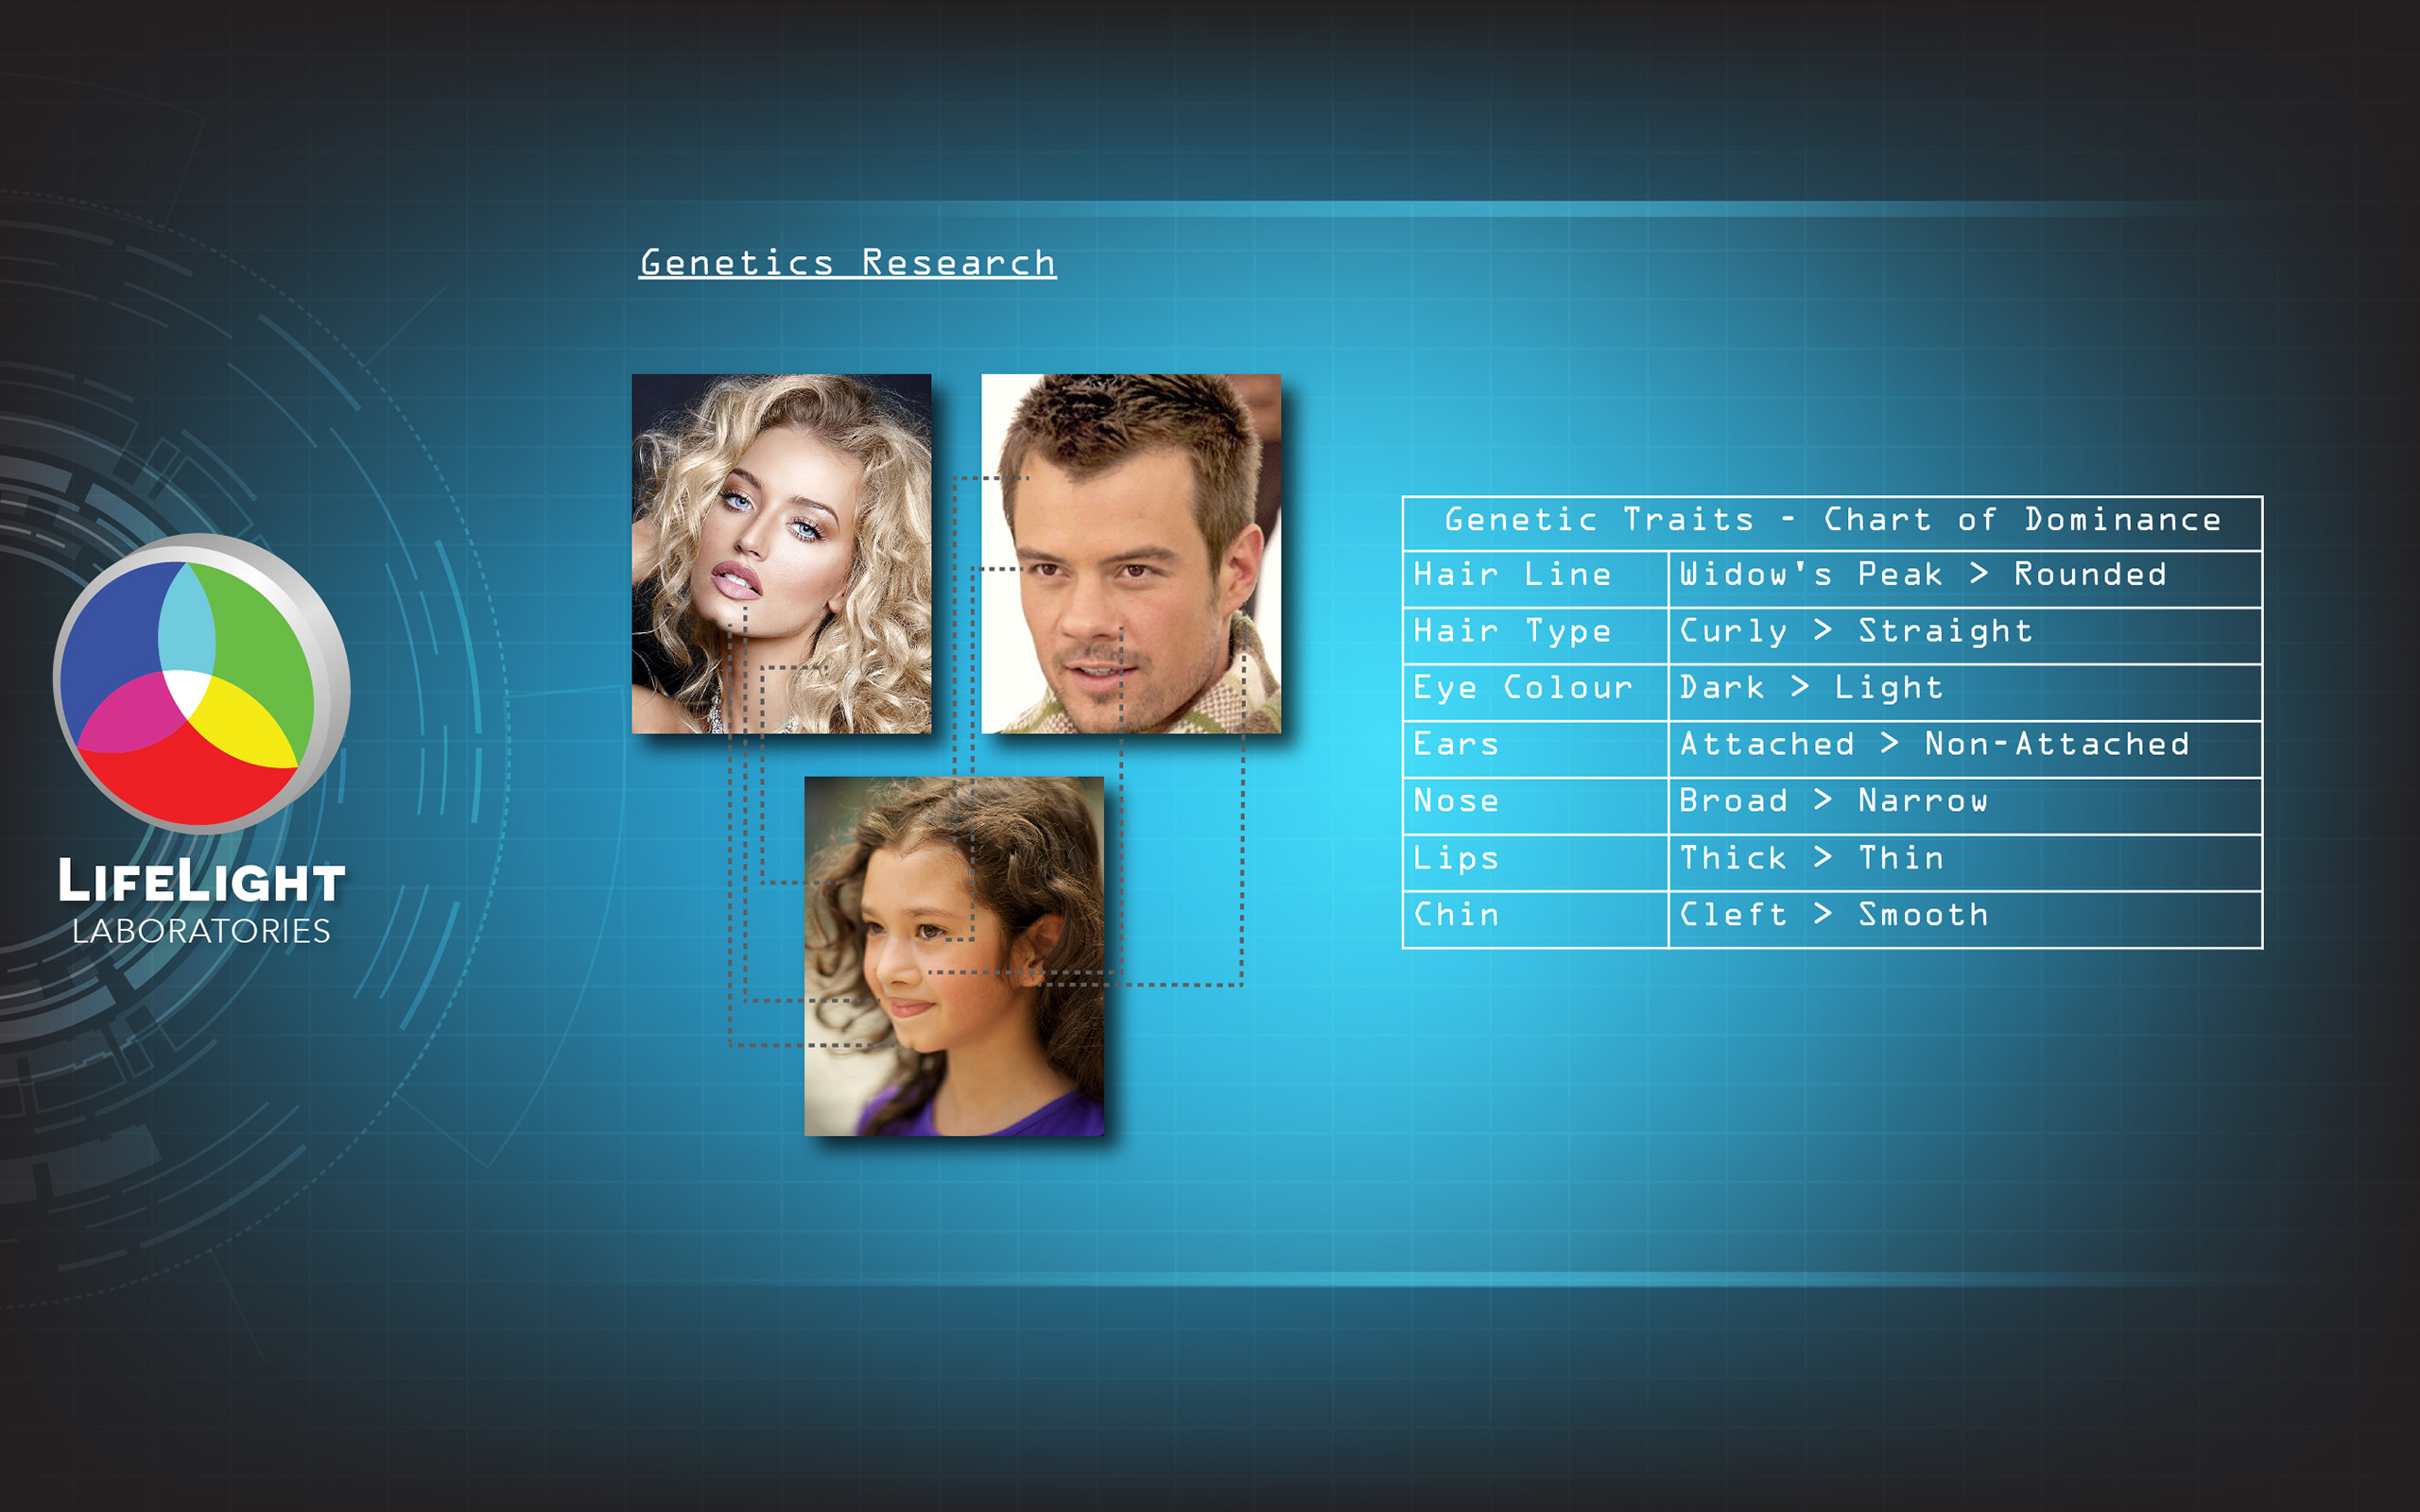 Genetics Research
Genetic Traits - Chart of Dominance
Hair Line Widow's Peak > Rounded
Hair Type Curly > Straight
Eye Colour Dark > Light
Ears Attached > Non-Attached
Nose Broad > Narrow
Lips Thick > Thin
Chin Cleft > Smooth
LIFELIGHT
LABORATORIES